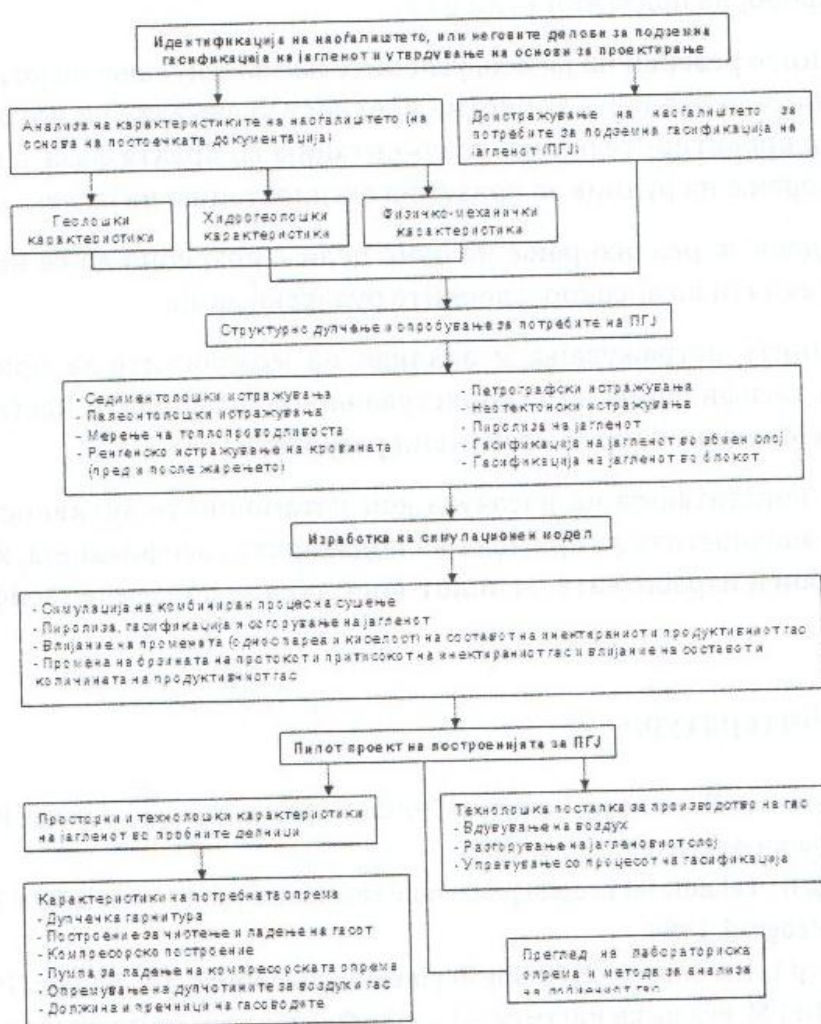 Идентификација на наоѓалиштето, или неговите делови за подземна
гасификација на јагленот и утврдување на основи за проектирање
Анализа на карактеристиките на наоѓалиштето (на
основа на постоечката документација)
Доистражување на наоѓалиштето за
потребите за подземна гасификација на
јагленот (ПГЈ)
Геолошки
карактеристики
Хидрогеолошки
карактеристики
Физичко-механички
карактеристики
Структурно дупчење и опробување за потребите на ПГЈ
- Седиментолошки истражувања
- Палеонтолошки истражувања
- Мерење на топлопроводливоста
- Ренгенско истражување на кровината
(пред и после жарењето)
- Петрографски истражувања
- Неотектонски истражувања
- Пиролиза на јагленот
- Гасификација на јагленот во збиен слој
- Гасификација на јагленот во блокот
Изработка на симулационен модел
- Симулација на комбиниран процес на сушење
- Пиролиза, гасификација и согорување на јагленот
- Влијание на промената (однос пареа и кислород) на составот на инектираниот и продуктивниот гас
- Промена на брзината на протокот и притисокот на инектираниот гас и влијание на составот и
количината на продуктивниот гас
Пилот проект на построенијата за ПГЈ
Просторни и технолошки карактеристики
на јагленот во пробните делници
Технолошка постапка за производство на гас
- Вдувување на воздух
- Разгорување на јагленовиот слој
- Управување со процесот на гасификација
Карактеристики на потребната опрема
- Дупчечка гарнитура
- Построение за чистење и ладење на гасот
- Компресорско построение
- Пумпа за ладење на компресорската опрема
- Опремување на дупчотините за воздух и гас
- Должина и пречници на гасоводите
Преглед на лабораториска
опрема и метода за анализа
на добиениот гас